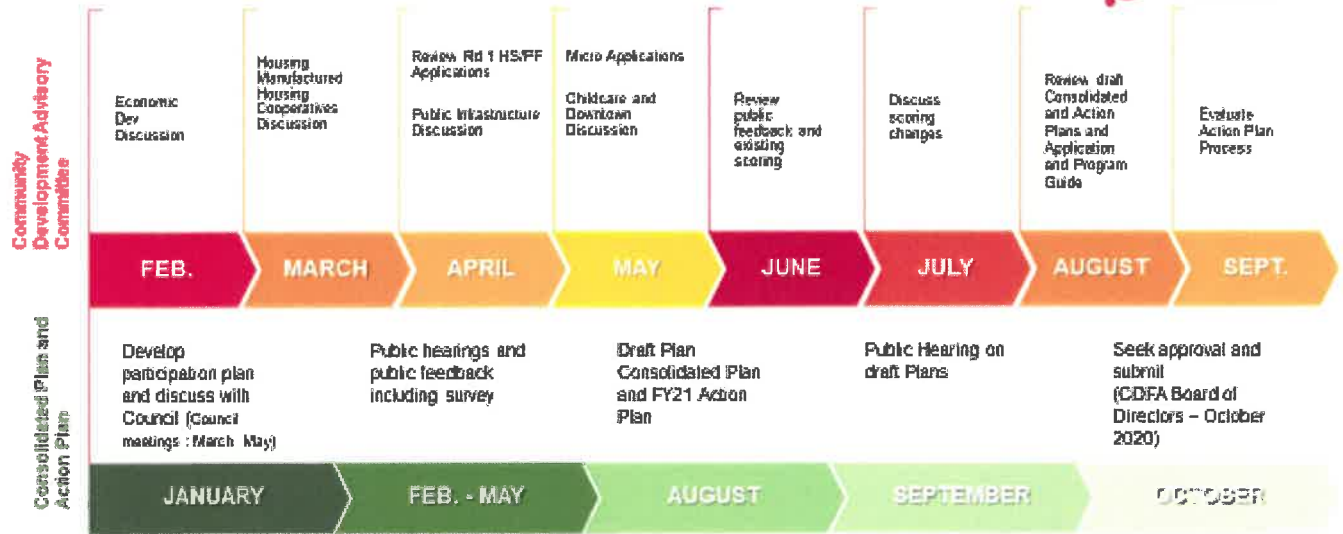 Community
Development Advisory
Committee
Economic
Dev
Discussion
Housing
Manufactured
Housing
Cooperatives
Discussion
Review Rd 1 HS/PF
Applications
Public Infrastructure
Discussion
Micro Applications
Childcare and
Downtown
Discussion
Review
public
feedback and
existing
scoring
Discuss
scoring
changes
Review draft
Consolidated
and Action
Plans and
Application
and Program
Guide
Evaluate
Action Plan
Process
FEB.
MARCH
APRIL
MAY
JUNE
JULY
AUGUST
SEPT.
Consolidated Plan and
Action Plan
Develop
participation plan
and discuss with
Council (Council
meetings : March May)
Public hearings and
public feedback
including survey
Draft Plan
Consolidated Plan
and FY21 Action
Plan
Public Hearing on
draft Plans
Seek approval and
submit
(CDFA Board of
Directors – October
2020)
JANUARY
FEB. - MAY
AUGUST
SEPTEMBER
OCTOBER